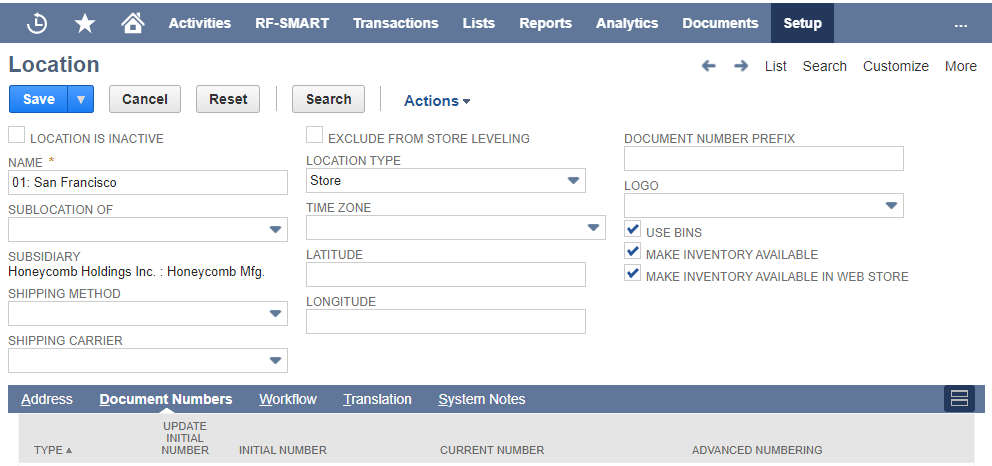 Activities RF-SMART Transactions Lists Reports Analytics Documents Setup ...
Location
List Search Customize More
Save Cancel Reset Search Actions
LOCATION IS INACTIVE
NAME *
01: San Francisco
SUBLOCATION OF
SUBSIDIARY
Honeycomb Holdings Inc. : Honeycomb Mfg.
SHIPPING METHOD
SHIPPING CARRIER
EXCLUDE FROM STORE LEVELING
LOCATION TYPE
Store
TIME ZONE
LATITUDE
LONGITUDE
DOCUMENT NUMBER PREFIX
LOGO
USE BINS
MAKE INVENTORY AVAILABLE
MAKE INVENTORY AVAILABLE IN WEB STORE
Address Document Numbers Workflow Translation System Notes
TYPE
UPDATE
INITIAL
NUMBER
INITIAL NUMBER
CURRENT NUMBER
ADVANCED NUMBERING